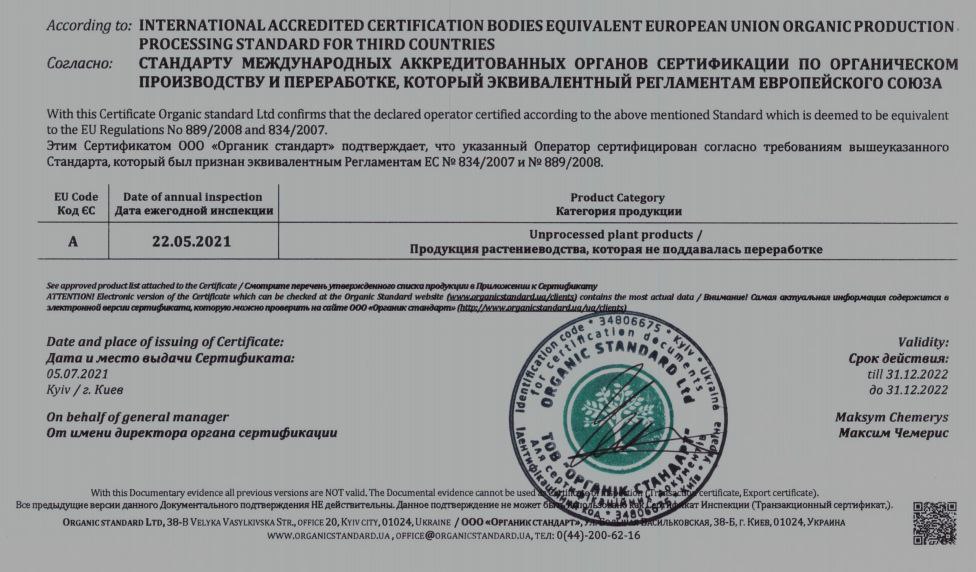 According to: INTERNATIONAL ACCREDITED CERTIFICATION BODIES EQUIVALENT EUROPEAN UNION ORGANIC PRODUCTION
PROCESSING STANDARD FOR THIRD COUNTRIES
Согласно: СТАНДАРТУ МЕЖДУНАРОДНЫХ АККРЕДИТОВАННЫХ ОРГАНОВ СЕРТИФИКАЦИИ ПО ОРГАНИЧЕСКОМ
ПРОИЗВОДСТВУ И ПЕРЕРАБОТКЕ, КОТОРЫЙ ЭКВИВАЛЕНТНЫЙ РЕГЛАМЕНТАМ ЕВРОПЕЙСКОГО СОЮЗА
With this Certificate Organic standard Ltd confirms that the declared operator certified according to the above mentioned Standard which is deemed to be equivalent
to the EU Regulations No 889/2008 and 834/2007.
Этим Сертификатом ООО «Органик стандарт» подтверждает, что указанный Оператор сертифицирован согласно требованиям вышеуказанного
Стандарта, который был признан эквивалентным Регламентам ЕС № 834/2007 и № 889/2008.
EU Code Date of annual inspection Product Category
Код ЄС Дата ежегодной инспекции Категория продукции
A 22.05.2021 Unprocessed plant products /
Продукция растениеводства, которая не поддавалась переработке
See approved product list attached to the Certificate / Смотрите перечень утвержденного списка продукции в Приложении к Сертификату
ATTENTION! Electronic version of the Certificate which can be checked at the Organic Standard website (www.organicstandard.ua/clients) contains the most actual data / Внимание! Самая актуальная информация содержится в
электронной версии сертификата, которую можно проверить на сайте ООО «Органик стандарт» (http://www.organicstandard.ua/ua/clients)
Date and place of issuing of Certificate: Validity:
Дата и место выдачи Сертификата: Срок действия:
05.07.2021 till 31.12.2022
Kyiv / г. Киев до 31.12.2022
On behalf of general manager Maksym Chemerys
От имени директора органа сертификации Максим Чемерис
Identification code * 34806675 * Kyiv * Ukraine
for certification documents
ORGANIC STANDARD Ltd
ТОВ "ОРГАНІК СТАНДАРТ"
для сертифікаційних документів
Ідентифікаційний код * 34806675 * Україна
With this Documentary evidence all previous versions are NOT valid. The Documental evidence cannot be used as Certificate of Inspection (Transaction certificate, Export certificate).
Все предыдущие версии данного Документального подтверждения НЕ действительны. Данное подтверждение не может быть использовано как Сертификат Инспекции (Транзакционный сертификат,).
ORGANIC STANDARD LTD, 38-B VELYKA VASYLKIVSKA STR., OFFICE 20, KYIV CITY, 01024, UKRAINE / ООО «ОРГАНИК СТАНДАРТ», УЛ. БОЛЬШАЯ ВАСИЛЬКОВСКАЯ, 38-Б, Г. КИЕВ, 01024, УКРАИНА
WWW.ORGANICSTANDARD.UA , OFFICE@ORGANICSTANDARD.UA, ТЕЛ: 0(44)-200-62-16